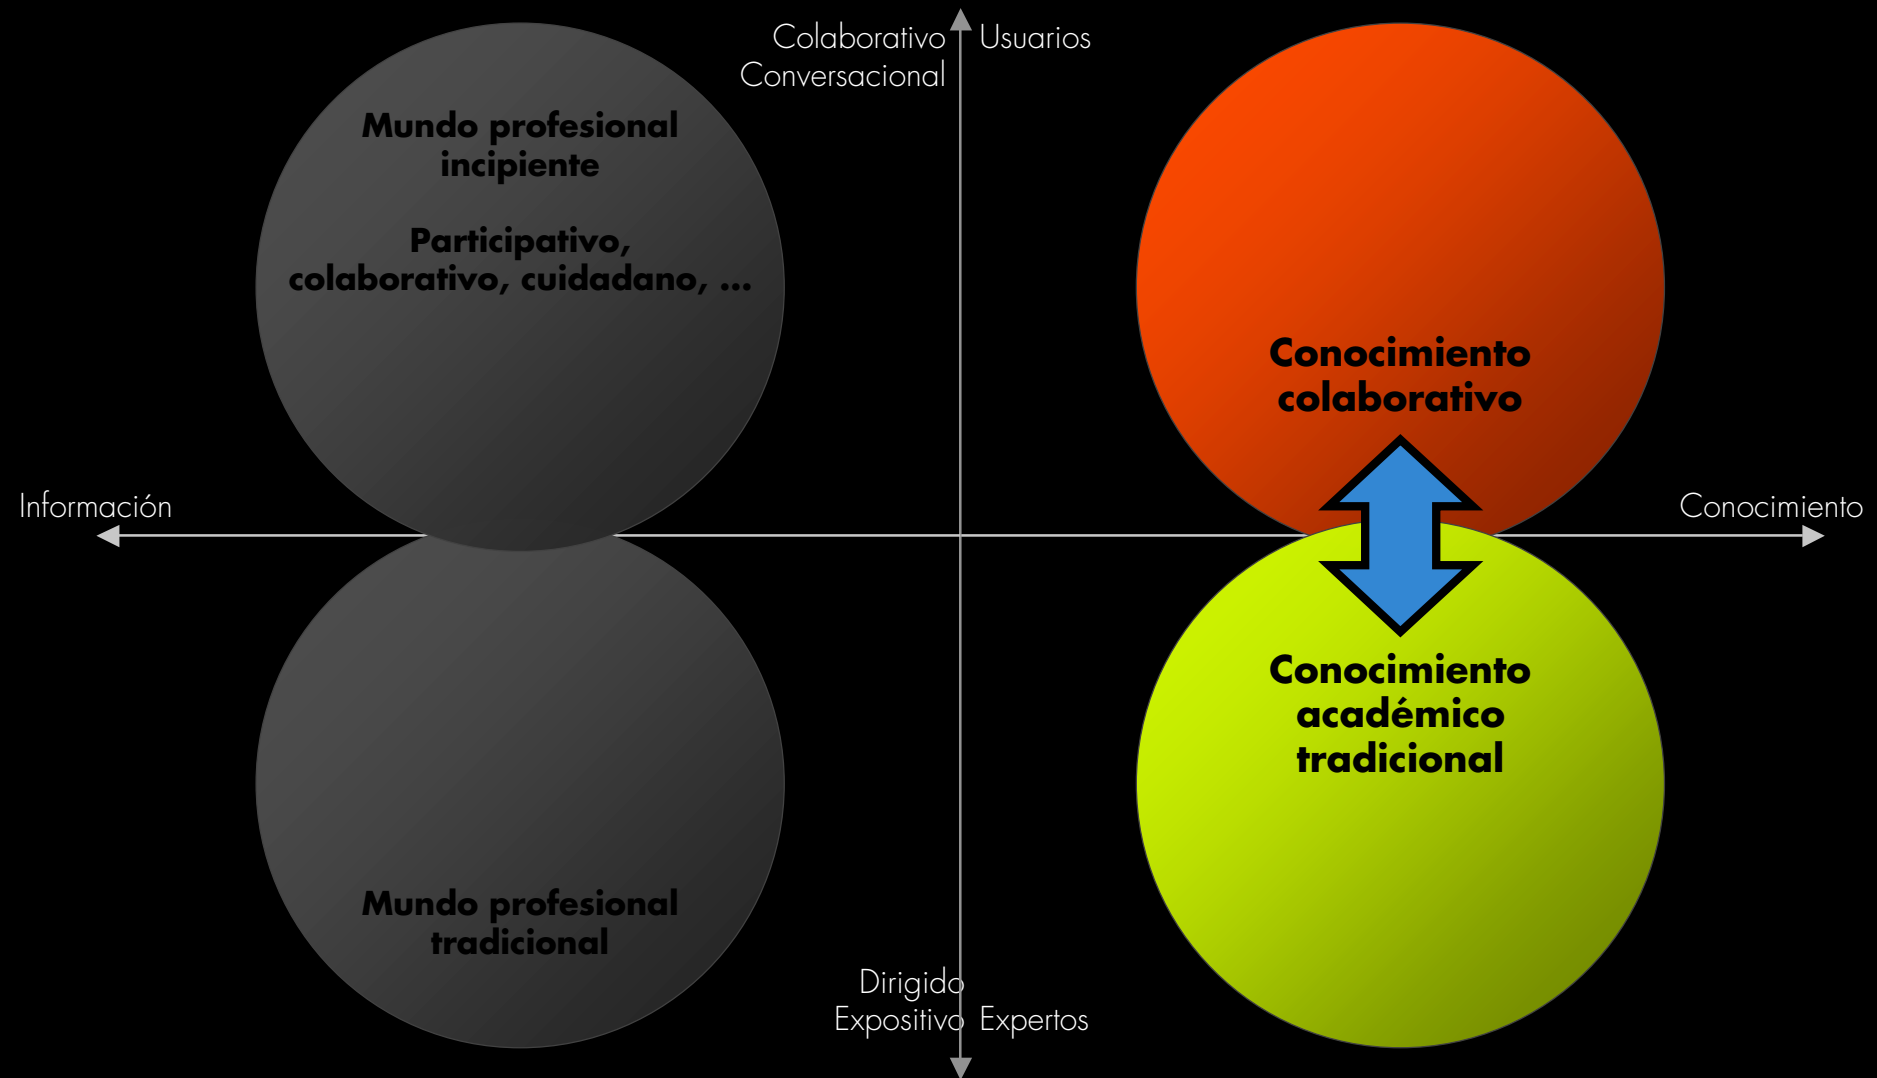 Colaborativo
Conversacional
Usuarios
Mundo profesional
incipiente
Participativo,
colaborativo, cuidadano, ...
Conocimiento
colaborativo
Información
Conocimiento
Conocimiento
académico
tradicional
Mundo profesional
tradicional
Dirigido
Expositivo
Expertos